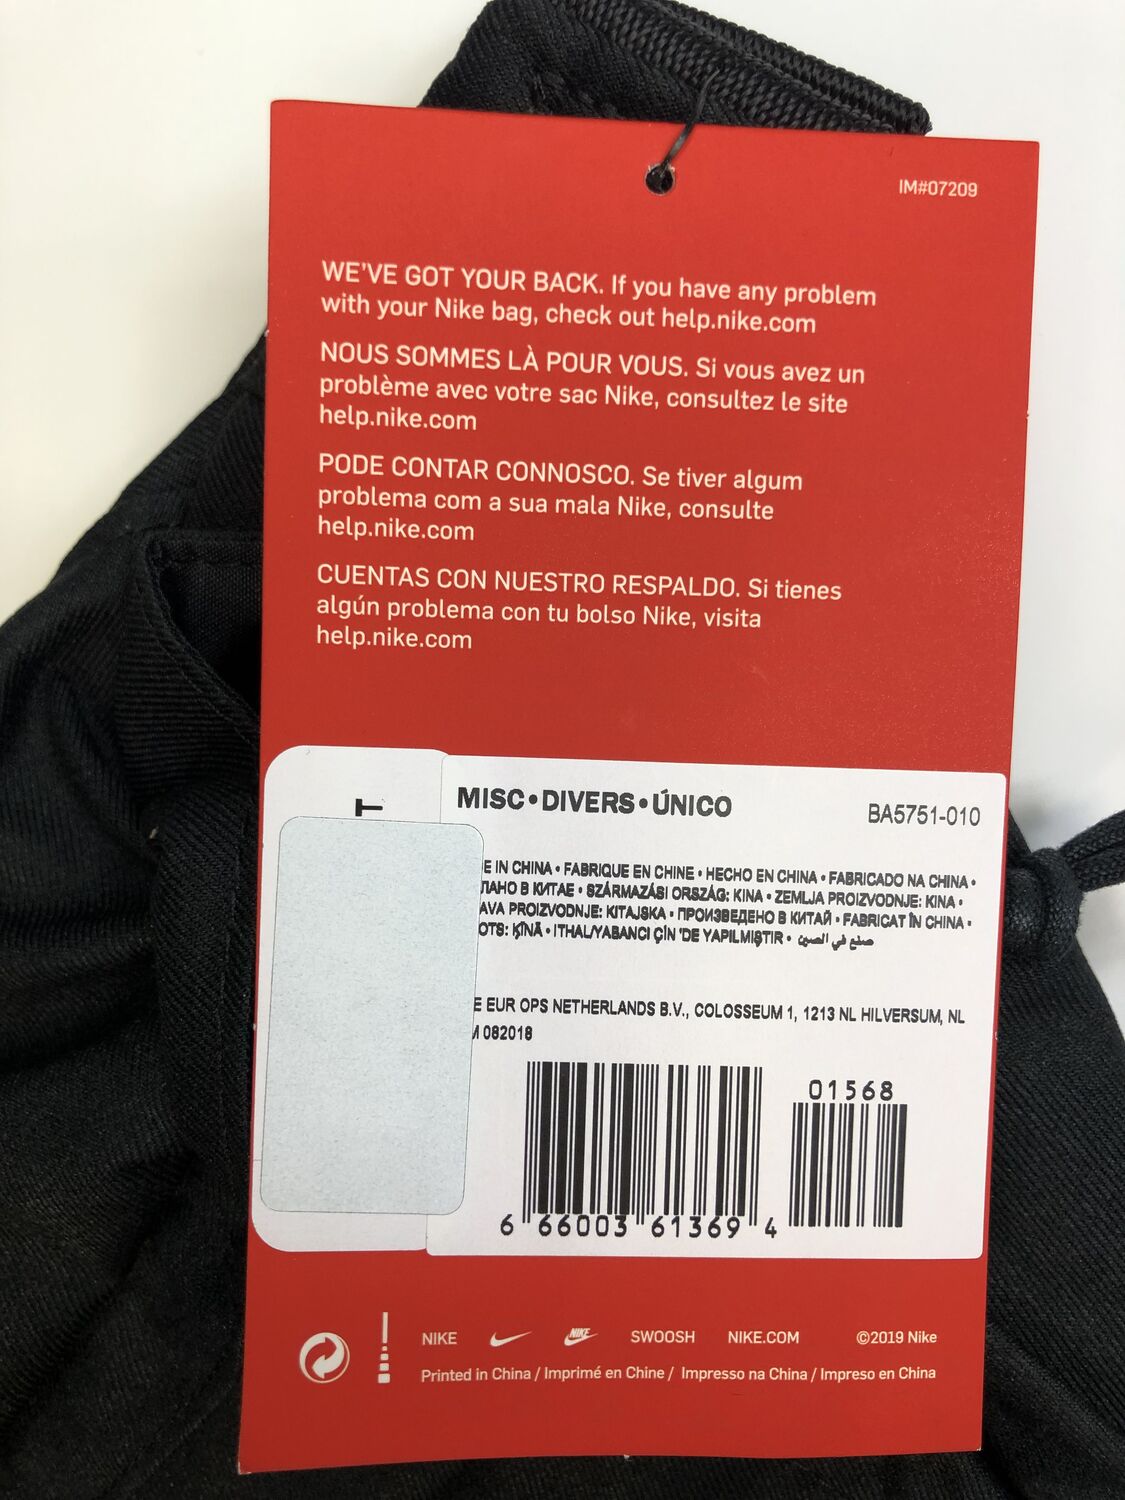 IM#07209
WE'VE GOT YOUR BACK. If you have any problem
with your Nike bag, check out help.nike.com
NOUS SOMMES LÀ POUR VOUS. Si vous avez un
problème avec votre sac Nike, consultez le site
help.nike.com
PODE CONTAR CONNOSCO. Se tiver algum
problema com a sua mala Nike, consulte
help.nike.com
CUENTAS CON NUESTRO RESPALDO. Si tienes
algún problema con tu bolso Nike, visita
help.nike.com
MISC•DIVERS•ÚNICO
BA5751-010
E IN CHINA • FABRIQUE EN CHINE • HECHO EN CHINA • FABRICADO NA CHINA •
ЛАНО В КИТАЕ • SZÁRMAZÁSI ORSZÁG: KINA • ZEMLJA PROIZVODNJE: KINA •
AVA PROIZVODNJE: KITAJSKA • ПРОИЗВЕДЕНО В КИТАЙ • FABRICAT ÎN CHINA •
OTS: ĶĪNĀ • ITHAL/YABANCI ÇİN 'DE YAPILMIŞTIR • صنع في الصين
E EUR OPS NETHERLANDS B.V., COLOSSEUM 1, 1213 NL HILVERSUM, NL
M 082018
01568
6 66003 61369 4
NIKE NIKE SWOOSH NIKE.COM ©2019 Nike
Printed in China / Imprimé en Chine / Impresso na China / Impreso en China